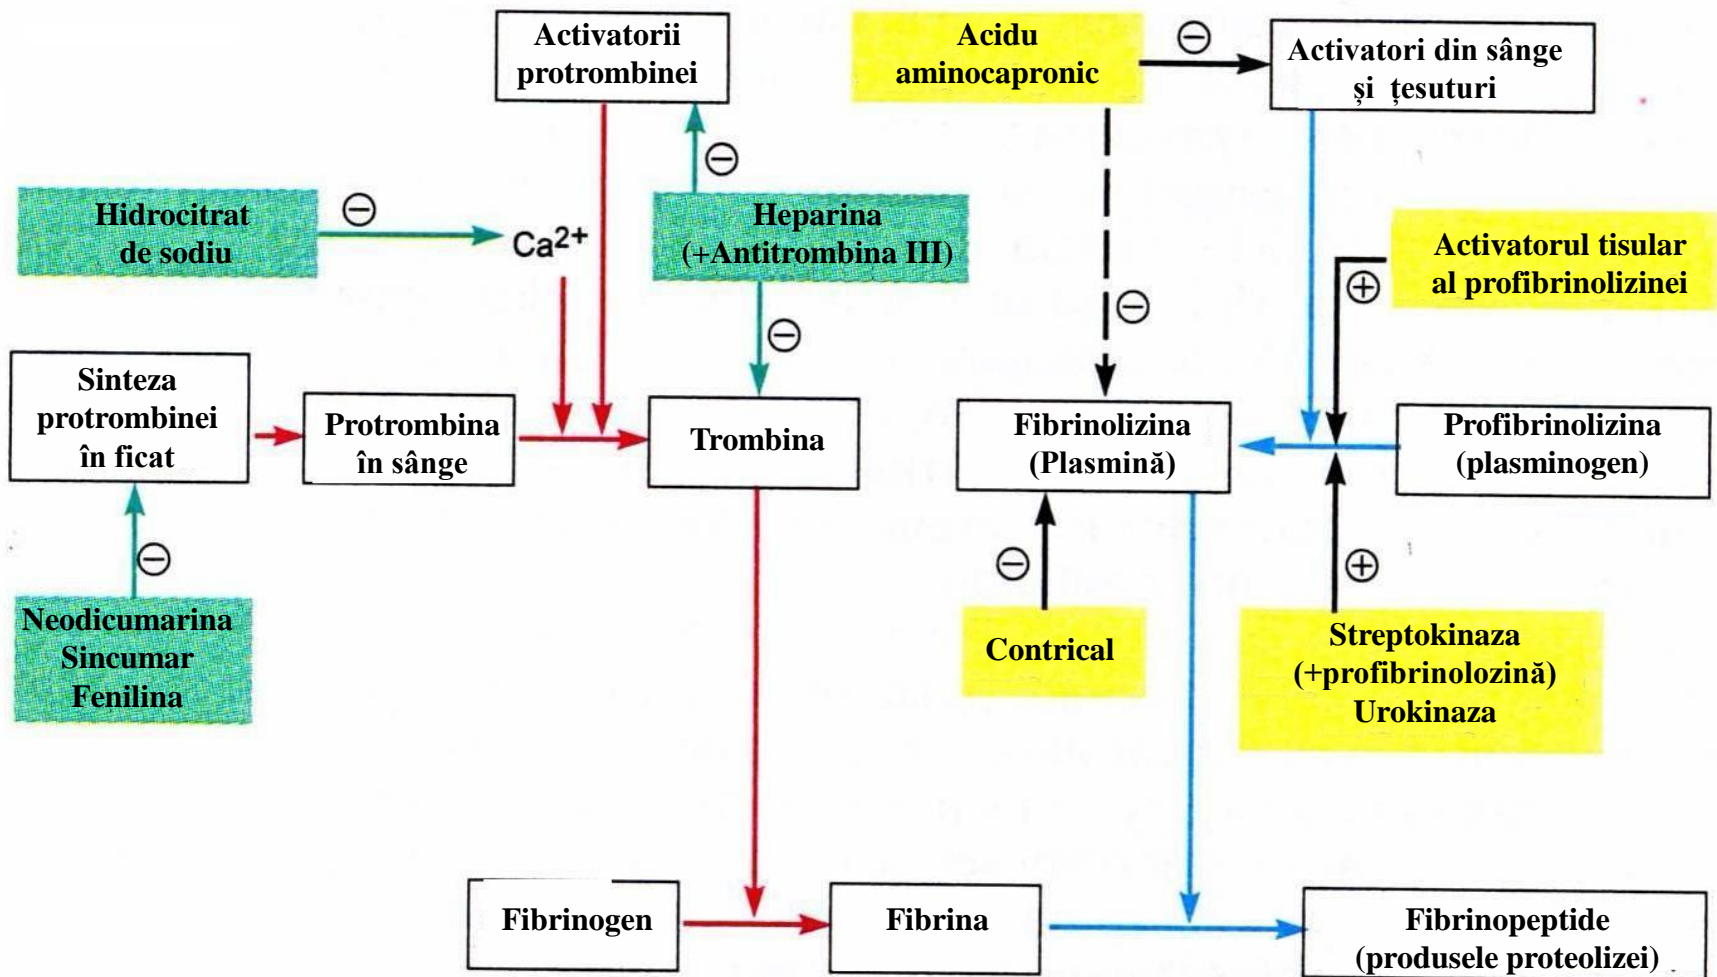 Activatorii
protrombinei
Acidu
aminocapronic
⊖
Activatori din sânge
și țesuturi
⊖
Hidrocitrat
de sodiu
⊖
Ca²⁺
Heparina
(+Antitrombina III)
Activatorul tisular
al profibrinolizinei
⊕
⊖
⊖
Sinteza
protrombinei
în ficat
Protrombina
în sânge
Trombina
Fibrinolizina
(Plasmină)
Profibrinolizina
(plasminogen)
⊖
⊖
⊕
Neodicumarina
Sincumar
Fenilina
Contrical
Streptokinaza
(+profibrinolozină)
Urokinaza
Fibrinogen
Fibrina
Fibrinopeptide
(produsele proteolizei)